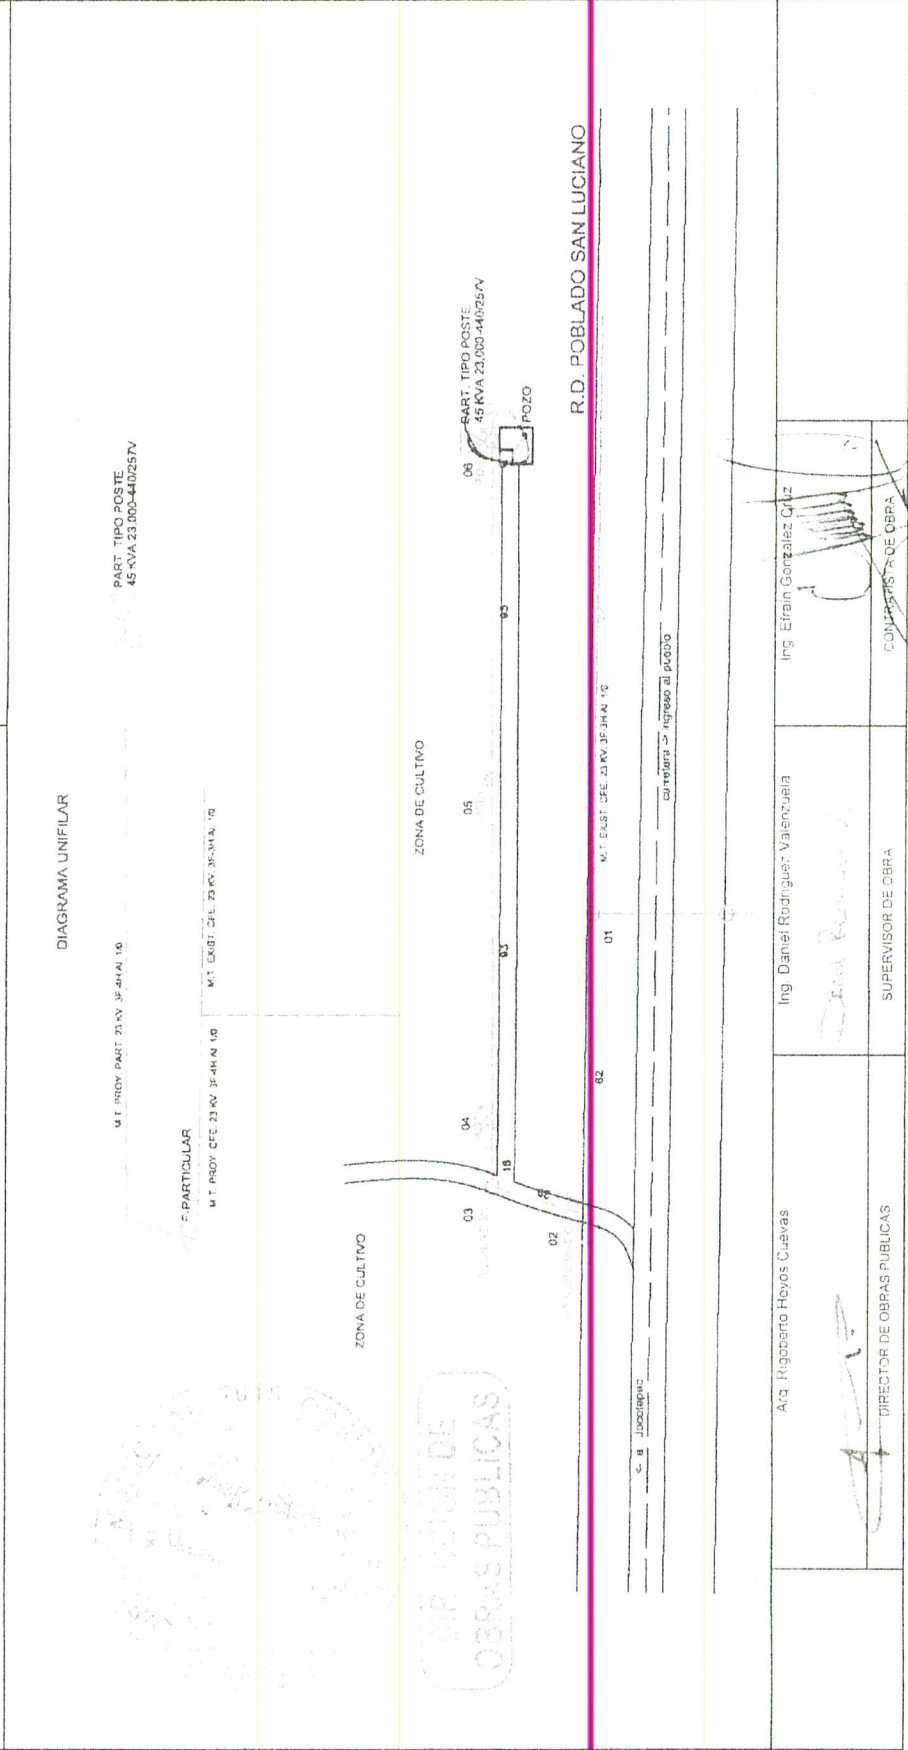 DIAGRAMA UNIFILAR
M.T. PROY. PART. 23 KV. 3F-4H Al 1/0
PART. TIPO POSTE
45 KVA 23,000-440/257V
F-PARTICULAR
M.T. PROY. CFE. 23 KV. 3F-4H Al 1/0
M.T. EXIST. CFE. 23 KV. 3F-3H Al. 1/0
ZONA DE CULTIVO
ZONA DE CULTIVO
03
04
05
06
PART. TIPO POSTE
45 KVA 23,000-440/257V
18
93
93
POZO
02
R.D. POBLADO SAN LUCIANO
62
01
M.T. EXIST. CFE. 23 KV. 3F-3H Al. 1/0
<- a Jocotepec
carretera -> ingreso al pueblo
OBRAS PUBLICAS
Arq. Rigoberto Hoyos Cuevas
Ing. Daniel Rodriguez Valenzuela
Ing. Efrain Gonzalez Cruz
DIRECTOR DE OBRAS PUBLICAS
SUPERVISOR DE OBRA
CONTRATISTA DE OBRA